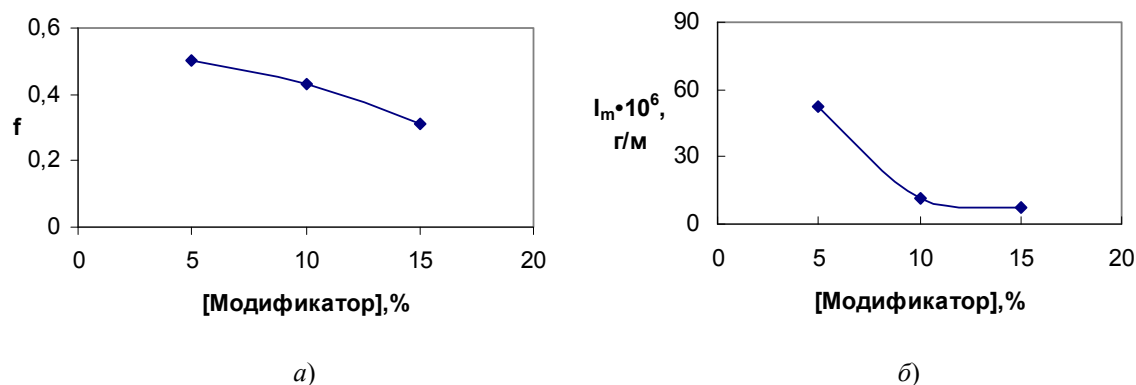 0,6
0,4
f
0,2
0
0 5 10 15 20
[Модификатор],%
а)
90
60
Im•10⁶,
г/м
30
0
0 5 10 15 20
[Модификатор],%
б)